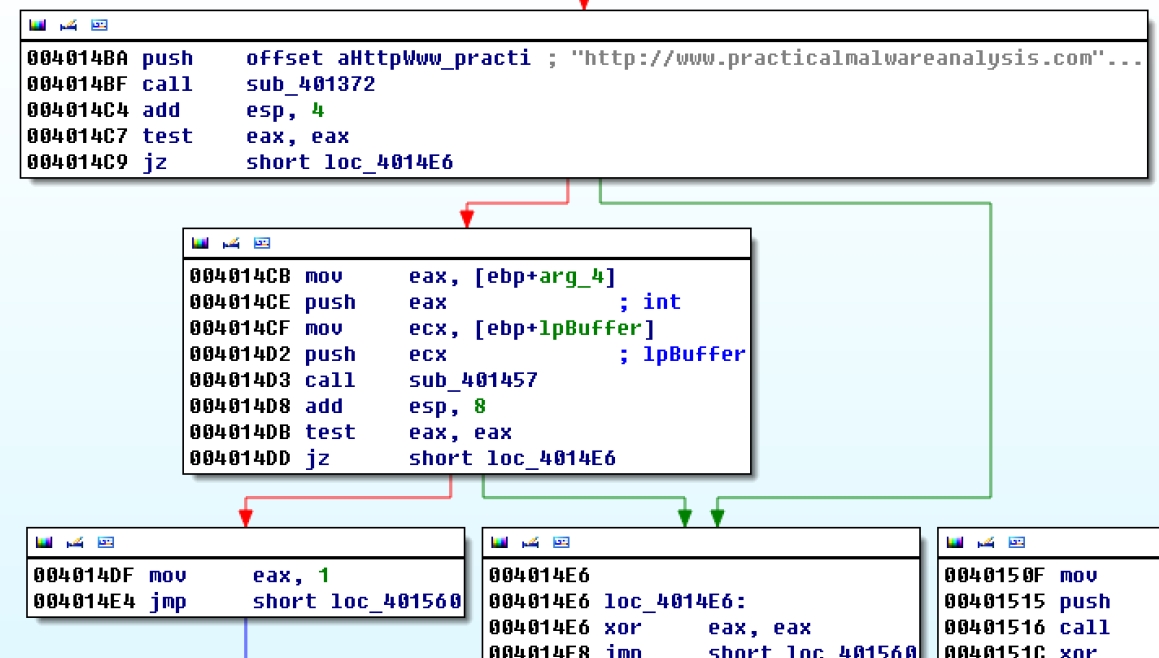 004014BA push offset aHttpWww_practi ; "http://www.practicalmalwareanalysis.com"...
004014BF call sub_401372
004014C4 add esp, 4
004014C7 test eax, eax
004014C9 jz short loc_4014E6
004014CB mov eax, [ebp+arg_4]
004014CE push eax ; int
004014CF mov ecx, [ebp+lpBuffer]
004014D2 push ecx ; lpBuffer
004014D3 call sub_401457
004014D8 add esp, 8
004014DB test eax, eax
004014DD jz short loc_4014E6
004014DF mov eax, 1
004014E4 jmp short loc_401560
004014E6
004014E6 loc_4014E6:
004014E6 xor eax, eax
004014E8 jmp short loc_401560
0040150F mov
00401515 push
00401516 call
0040151C xor